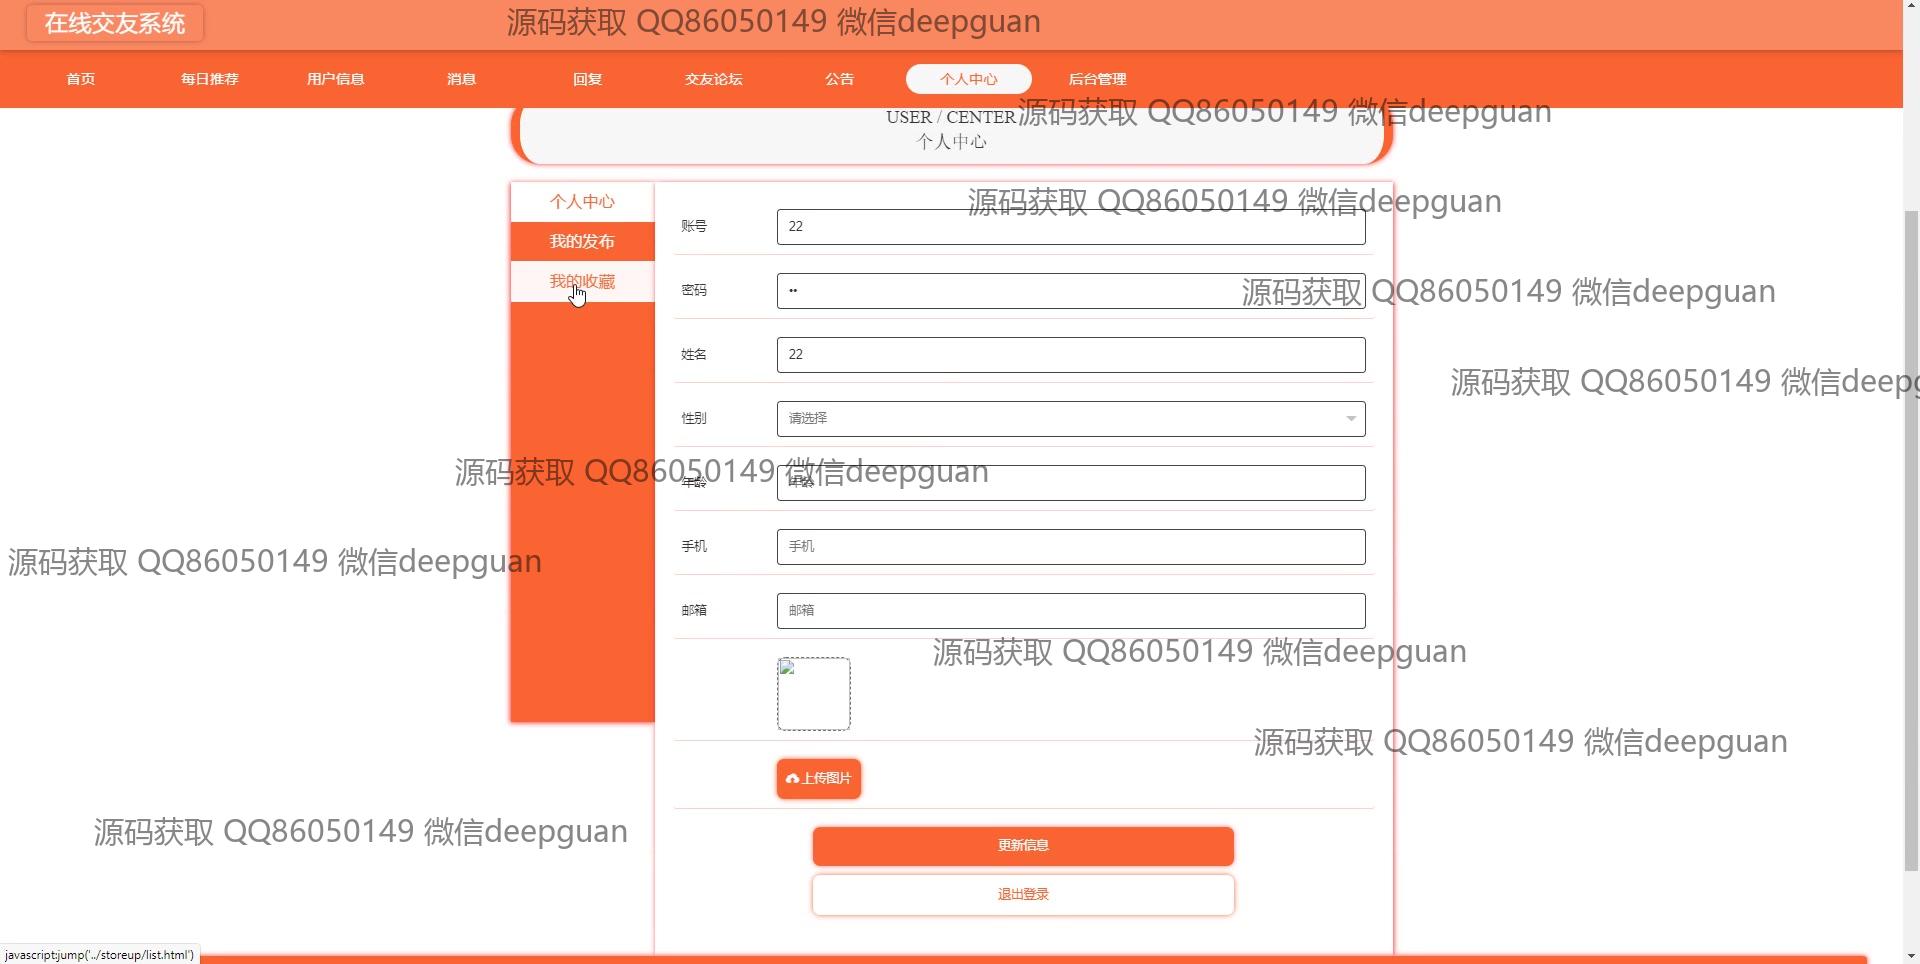 在线交友系统
源码获取 QQ86050149 微信deepguan
首页 每日推荐 用户信息 消息 回复 交友论坛 公告 个人中心 后台管理
源码获取 QQ86050149 微信deepguan
USER / CENTER
个人中心
个人中心
源码获取 QQ86050149 微信deepguan
账号 22
我的发布
我的收藏
密码 ••
源码获取 QQ86050149 微信deepguan
姓名 22
源码获取 QQ86050149 微信deepg
性别 请选择
源码获取 QQ86050149 微信deepguan
年龄 年龄
手机 手机
源码获取 QQ86050149 微信deepguan
邮箱 邮箱
源码获取 QQ86050149 微信deepguan
源码获取 QQ86050149 微信deepguan
上传图片
源码获取 QQ86050149 微信deepguan
更新信息
退出登录
javascript:jump('../storeup/list.html')